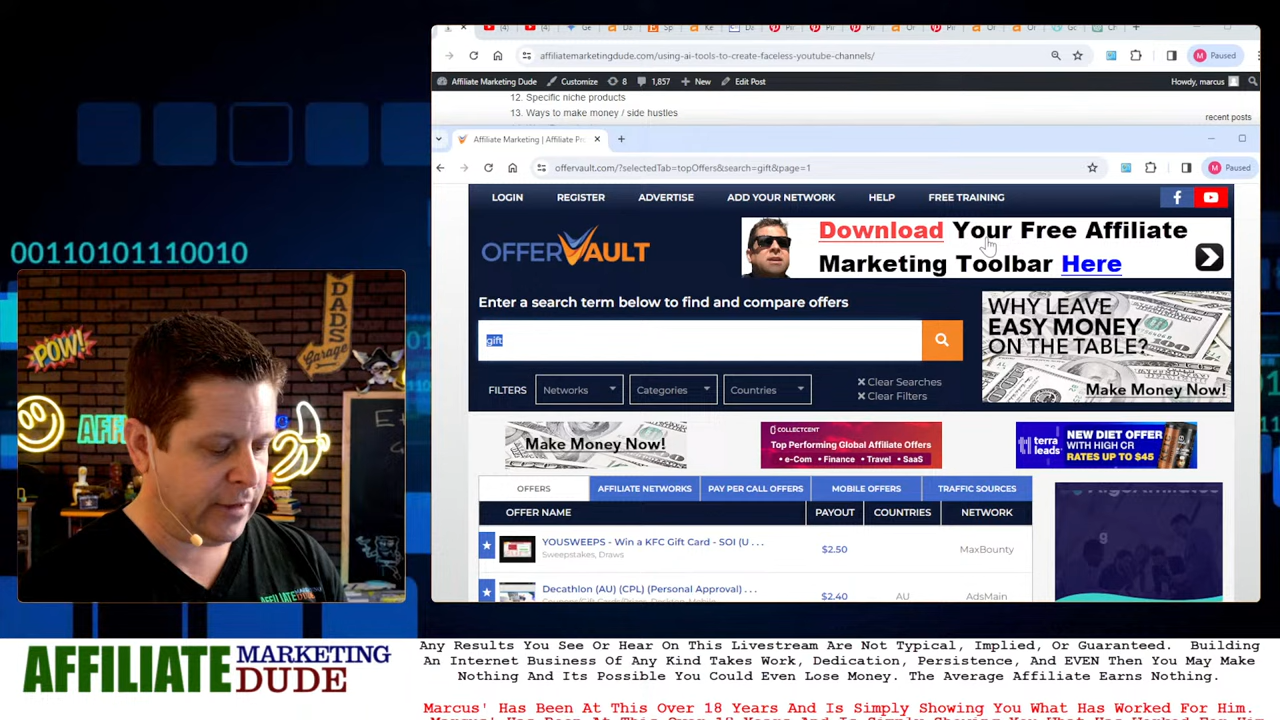 affiliatemarketingdude.com/using-ai-tools-to-create-faceless-youtube-channels/
Paused
Affiliate Marketing Dude
Customize
8
1,857
New
Edit Post
Howdy, marcus
12. Specific niche products
13. Ways to make money / side hustles
recent posts
Affiliate Marketing | Affiliate Pr
offervault.com/?selectedTab=topOffers&search=gift&page=1
Paused
LOGIN REGISTER ADVERTISE ADD YOUR NETWORK HELP FREE TRAINING
OFFERVAULT
Download Your Free Affiliate
Marketing Toolbar Here
Enter a search term below to find and compare offers
gift
WHY LEAVE
EASY MONEY
ON THE TABLE?
Make Money Now!
FILTERS Networks Categories Countries
Clear Searches
Clear Filters
Make Money Now!
COLLECTCENT
Top Performing Global Affiliate Offers
• e-Com • Finance • Travel • SaaS
terra leads
NEW DIET OFFER
WITH HIGH CR
RATES UP TO $45
OFFERS AFFILIATE NETWORKS PAY PER CALL OFFERS MOBILE OFFERS TRAFFIC SOURCES
OFFER NAME PAYOUT COUNTRIES NETWORK
YOUSWEEPS - Win a KFC Gift Card - SOI (U . . .
Sweepstakes, Draws
$2.50 MaxBounty
Decathlon (AU) (CPL) (Personal Approval) . . .
$2.40 AU AdsMain
00110101110010
POW!
DADS
Garage
AFFILIATE
DUDE
AFFILIATE MARKETING DUDE
Any Results You See Or Hear On This Livestream Are Not Typical, Implied, Or Guaranteed. Building
An Internet Business Of Any Kind Takes Work, Dedication, Persistence, And EVEN Then You May Make
Nothing And Its Possible You Could Even Lose Money. The Average Affiliate Earns Nothing.
Marcus' Has Been At This Over 18 Years And Is Simply Showing You What Has Worked For Him.